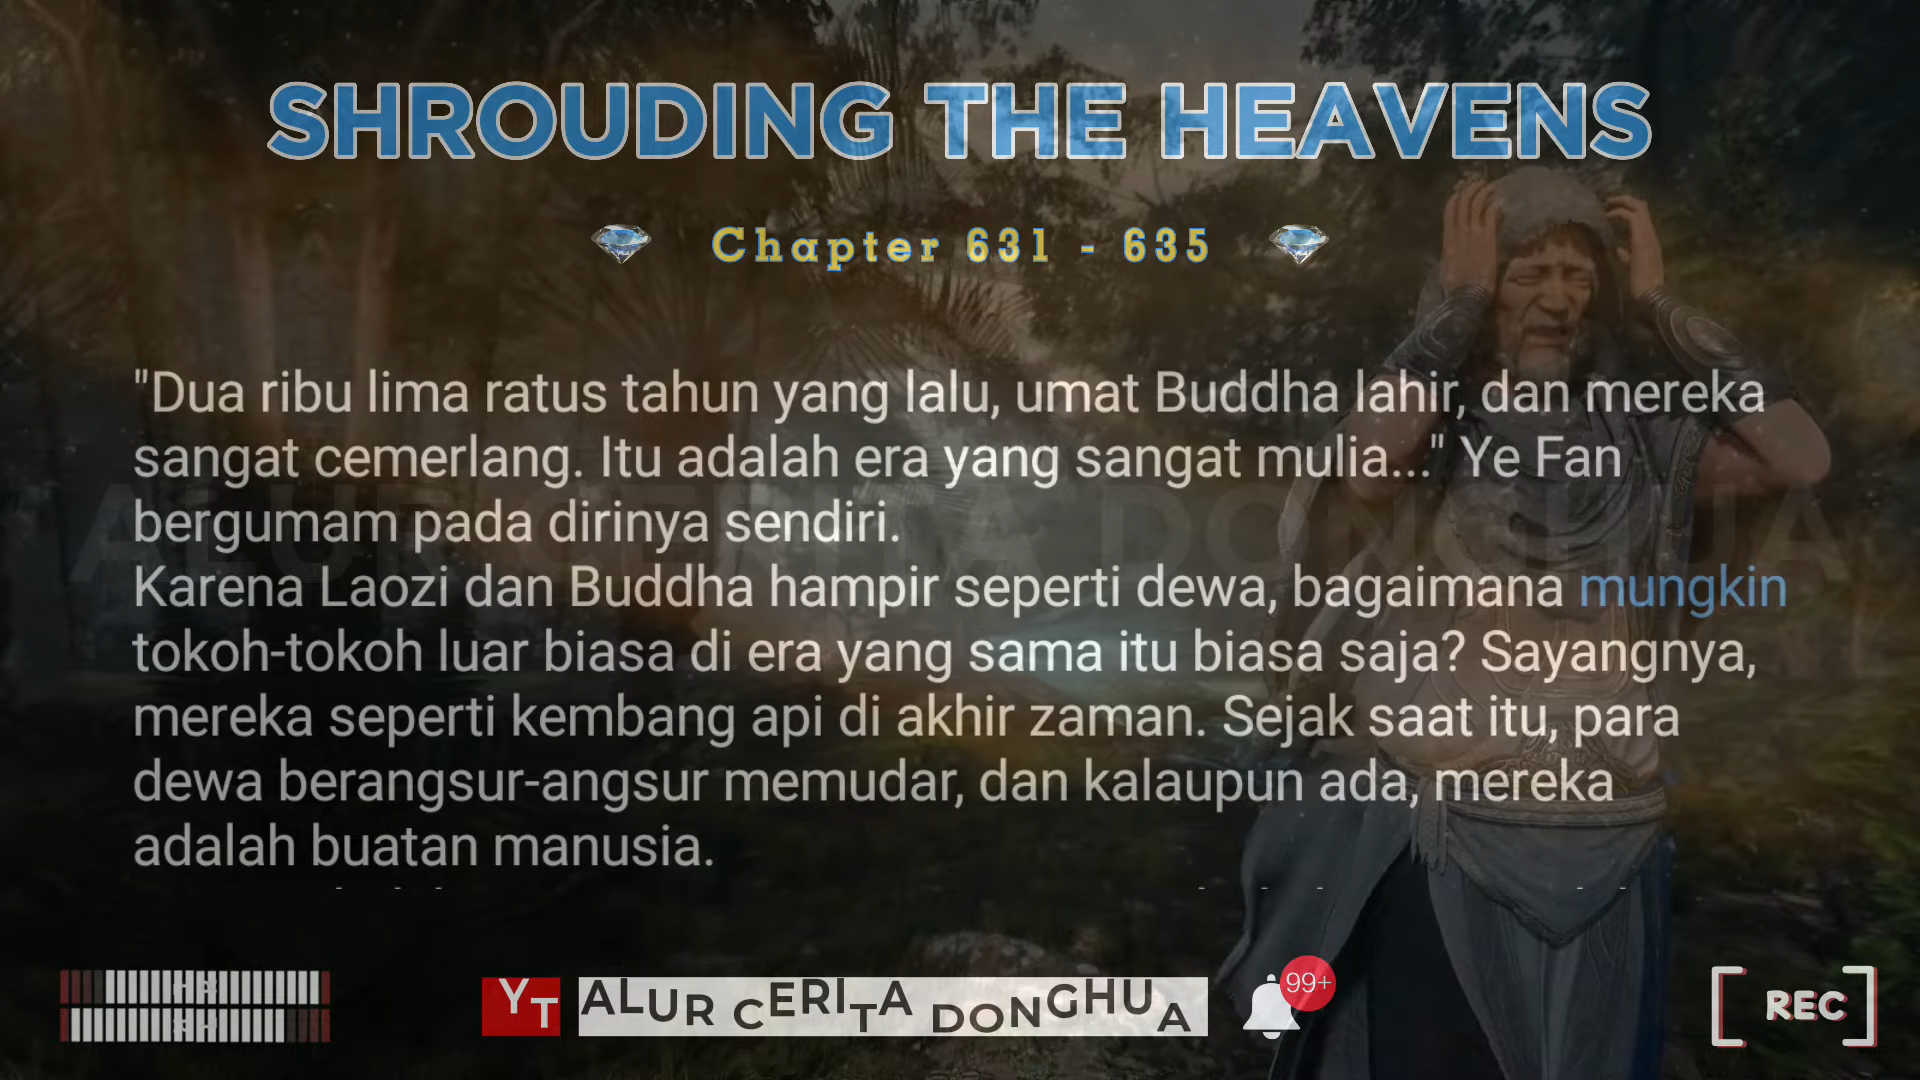 SHROUDING THE HEAVENS
Chapter 631 - 635
"Dua ribu lima ratus tahun yang lalu, umat Buddha lahir, dan mereka
sangat cemerlang. Itu adalah era yang sangat mulia..." Ye Fan
bergumam pada dirinya sendiri.
Karena Laozi dan Buddha hampir seperti dewa, bagaimana mungkin
tokoh-tokoh luar biasa di era yang sama itu biasa saja? Sayangnya,
mereka seperti kembang api di akhir zaman. Sejak saat itu, para
dewa berangsur-angsur memudar, dan kalaupun ada, mereka
adalah buatan manusia.
ALUR CERITA DONGHUA
YT ALUR CERITA DONGHUA 99+
REC